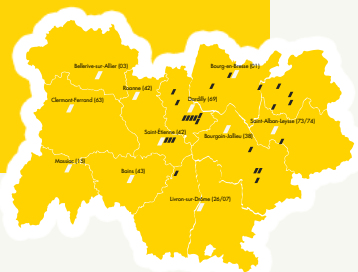 Bellerive-sur-Allier (03)
Bourg-en-Bresse (01)
Roanne (42)
Clermont-Ferrand (63)
Dardilly (69)
Saint-Alban-Leysse (73/74)
Saint-Étienne (42)
Bourgoin-Jallieu (38)
Massiac (15)
Bains (43)
Livron-sur-Drôme (26/07)